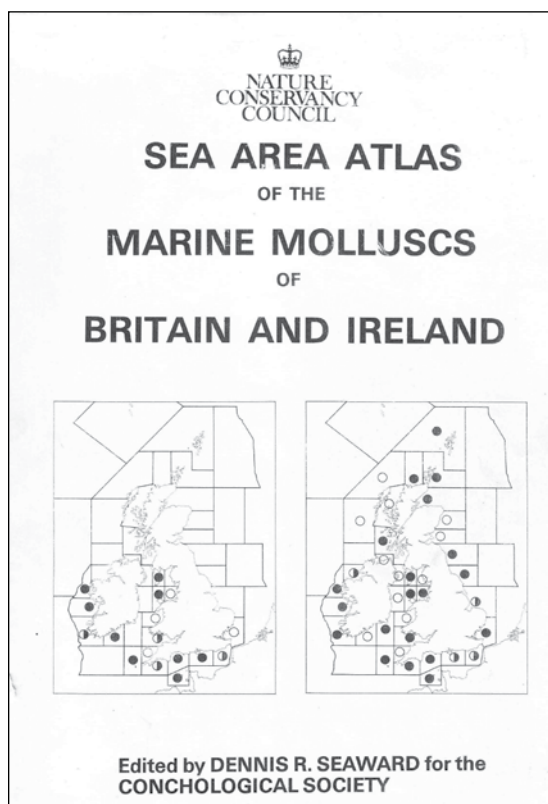 NATURE
CONSERVANCY
COUNCIL
SEA AREA ATLAS
OF THE
MARINE MOLLUSCS
OF
BRITAIN AND IRELAND
Edited by DENNIS R. SEAWARD for the
CONCHOLOGICAL SOCIETY